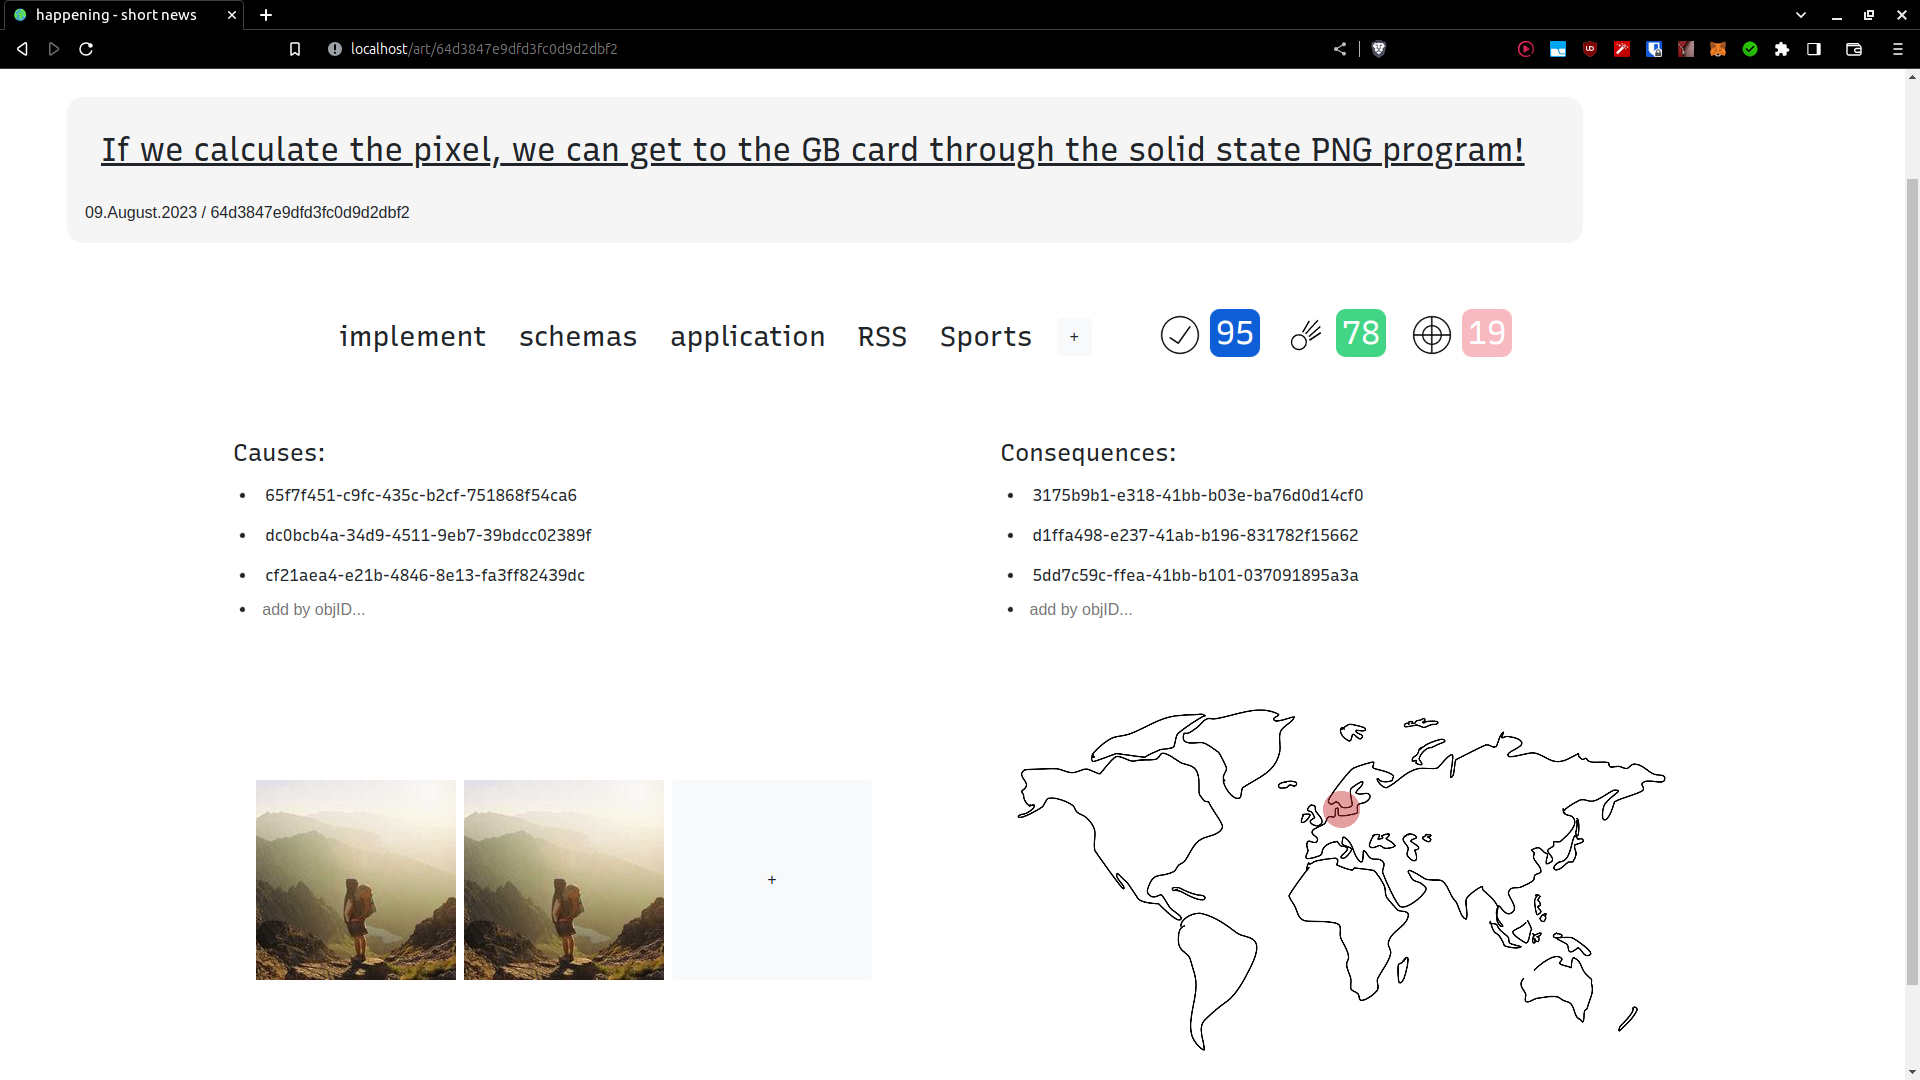 happening - short news
localhost/art/64d3847e9dfd3fc0d9d2dbf2
If we calculate the pixel, we can get to the GB card through the solid state PNG program!
09.August.2023 / 64d3847e9dfd3fc0d9d2dbf2
implement schemas application RSS Sports + 95 78 19
Causes:
65f7f451-c9fc-435c-b2cf-751868f54ca6
dc0bcb4a-34d9-4511-9eb7-39bdcc02389f
cf21aea4-e21b-4846-8e13-fa3ff82439dc
add by objID...
Consequences:
3175b9b1-e318-41bb-b03e-ba76d0d14cf0
d1ffa498-e237-41ab-b196-831782f15662
5dd7c59c-ffea-41bb-b101-037091895a3a
add by objID...
+